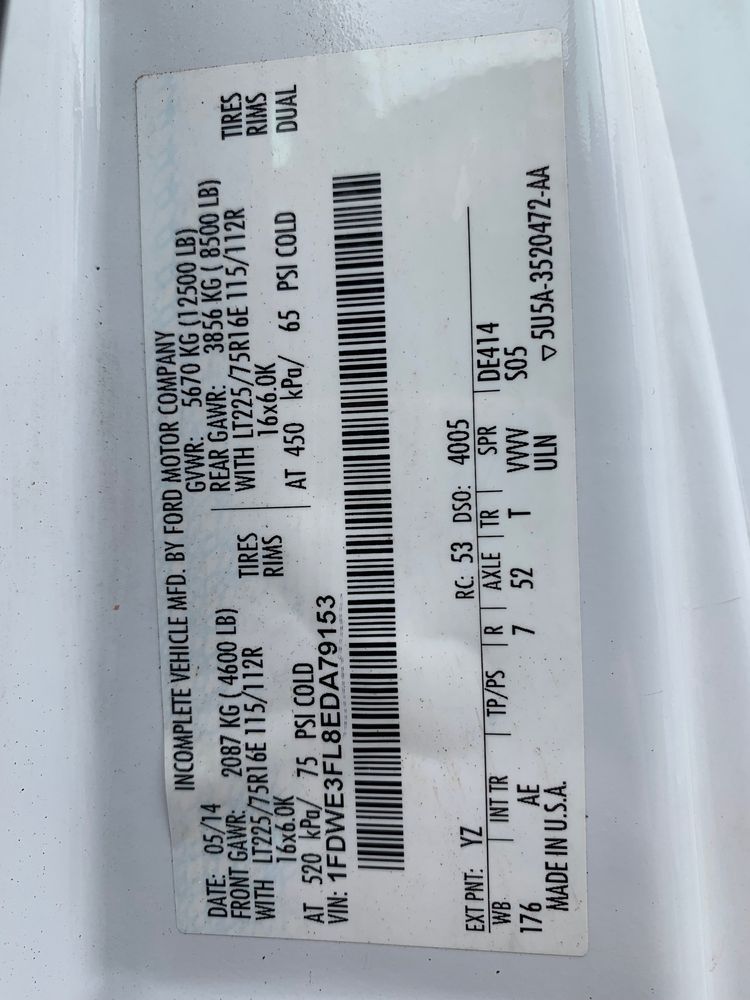 INCOMPLETE VEHICLE MFD. BY FORD MOTOR COMPANY
DATE: 05/14 GVWR: 5670 KG (12500 LB)
FRONT GAWR: 2087 KG ( 4600 LB) REAR GAWR: 3856 KG ( 8500 LB)
WITH LT225/75R16E 115/112R TIRES WITH LT225/75R16E 115/112R TIRES
16x6.0K RIMS 16x6.0K RIMS
AT 520 kPa/ 75 PSI COLD AT 450 kPa/ 65 PSI COLD DUAL
VIN: 1FDWE3FL8EDA79153
EXT PNT: YZ RC: 53 DSO: 4005
WB | INT TR | TP/PS | R | AXLE | TR | SPR | DE414
176 AE 7 52 T VVVV S05
MADE IN U.S.A. ULN ▽5U5A-3520472-AA